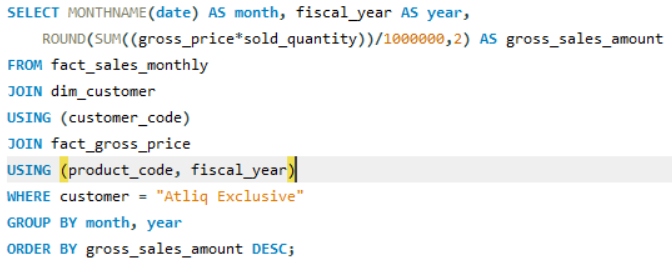 SELECT MONTHNAME(date) AS month, fiscal_year AS year,
ROUND(SUM((gross_price*sold_quantity))/1000000,2) AS gross_sales_amount
FROM fact_sales_monthly
JOIN dim_customer
USING (customer_code)
JOIN fact_gross_price
USING (product_code, fiscal_year)
WHERE customer = "Atliq Exclusive"
GROUP BY month, year
ORDER BY gross_sales_amount DESC;